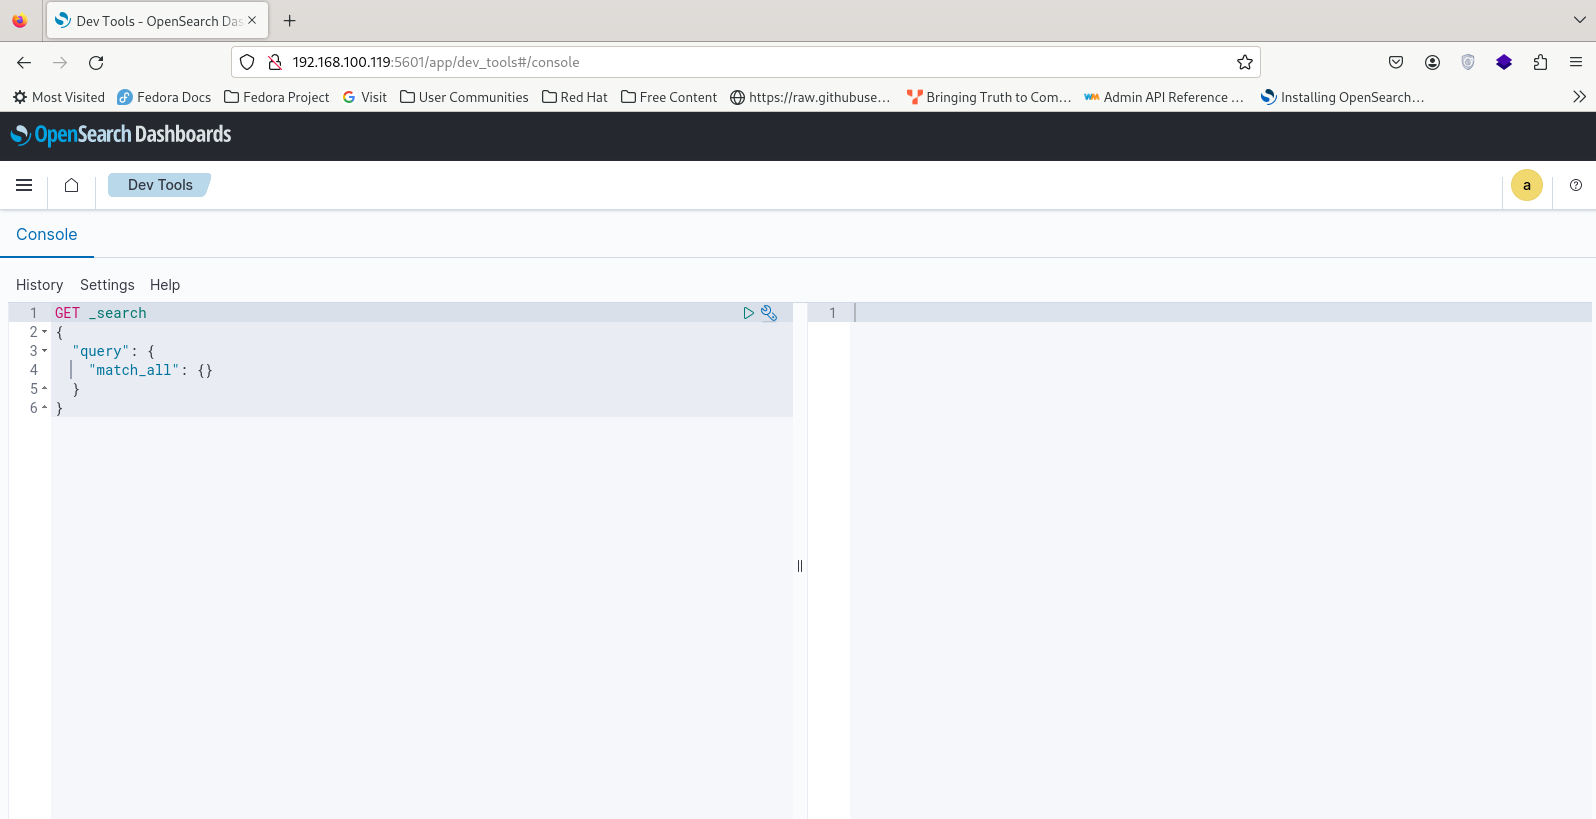 Dev Tools - OpenSearch Das
192.168.100.119:5601/app/dev_tools#/console
Most Visited Fedora Docs Fedora Project Visit User Communities Red Hat Free Content https://raw.githubuse... Bringing Truth to Com... Admin API Reference ... Installing OpenSearch...
OpenSearch Dashboards
Dev Tools a
Console
History Settings Help
1 GET _search 1
2 {
3 "query": {
4 "match_all": {}
5 }
6 }